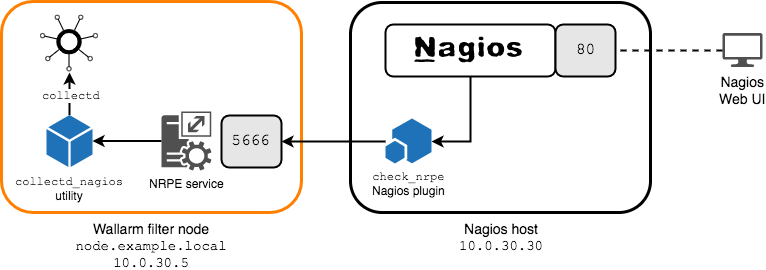 collectd
collectd_nagios
utility
NRPE service
5666
Wallarm filter node
node.example.local
10.0.30.5
Nagios
80
check_nrpe
Nagios plugin
Nagios host
10.0.30.30
Nagios
Web UI